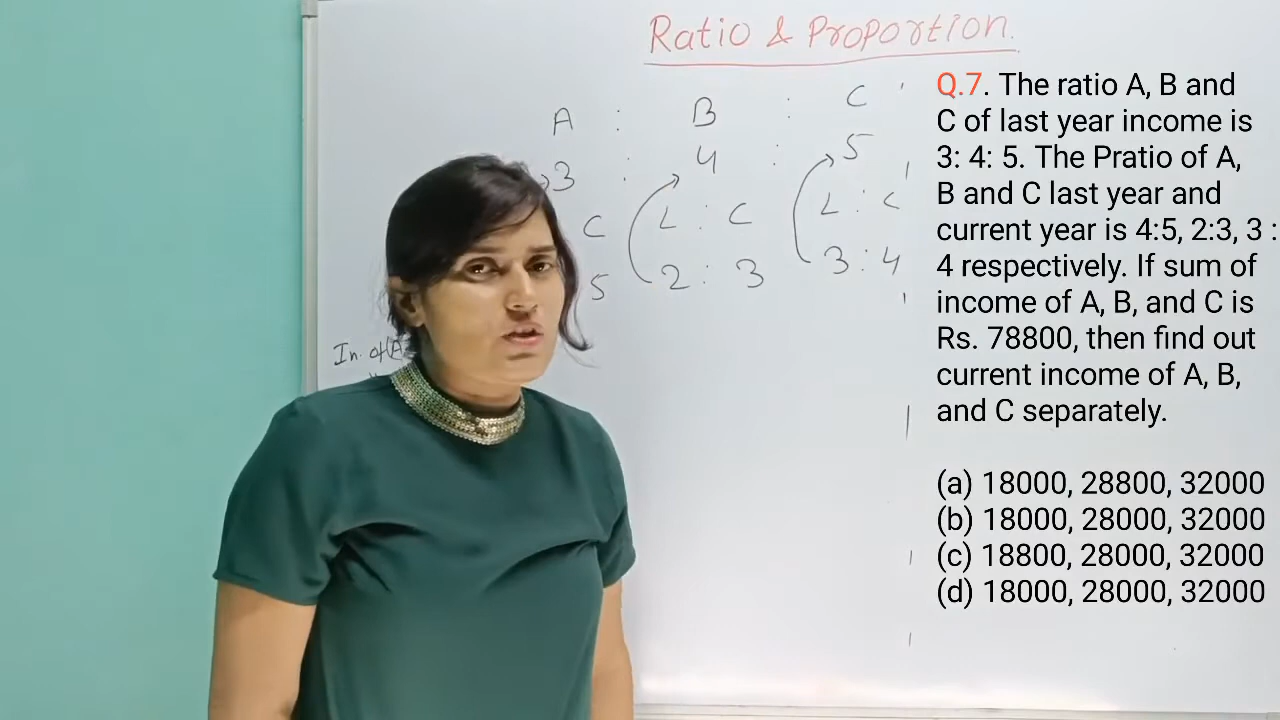 Ratio & Proportion.
A : B : C
3 : 4 : 5
C L : C L : C
5 2 : 3 3 : 4
In. of (A
Q.7. The ratio A, B and
C of last year income is
3: 4: 5. The Pratio of A,
B and C last year and
current year is 4:5, 2:3, 3 :
4 respectively. If sum of
income of A, B, and C is
Rs. 78800, then find out
current income of A, B,
and C separately.
(a) 18000, 28800, 32000
(b) 18000, 28000, 32000
(c) 18800, 28000, 32000
(d) 18000, 28000, 32000